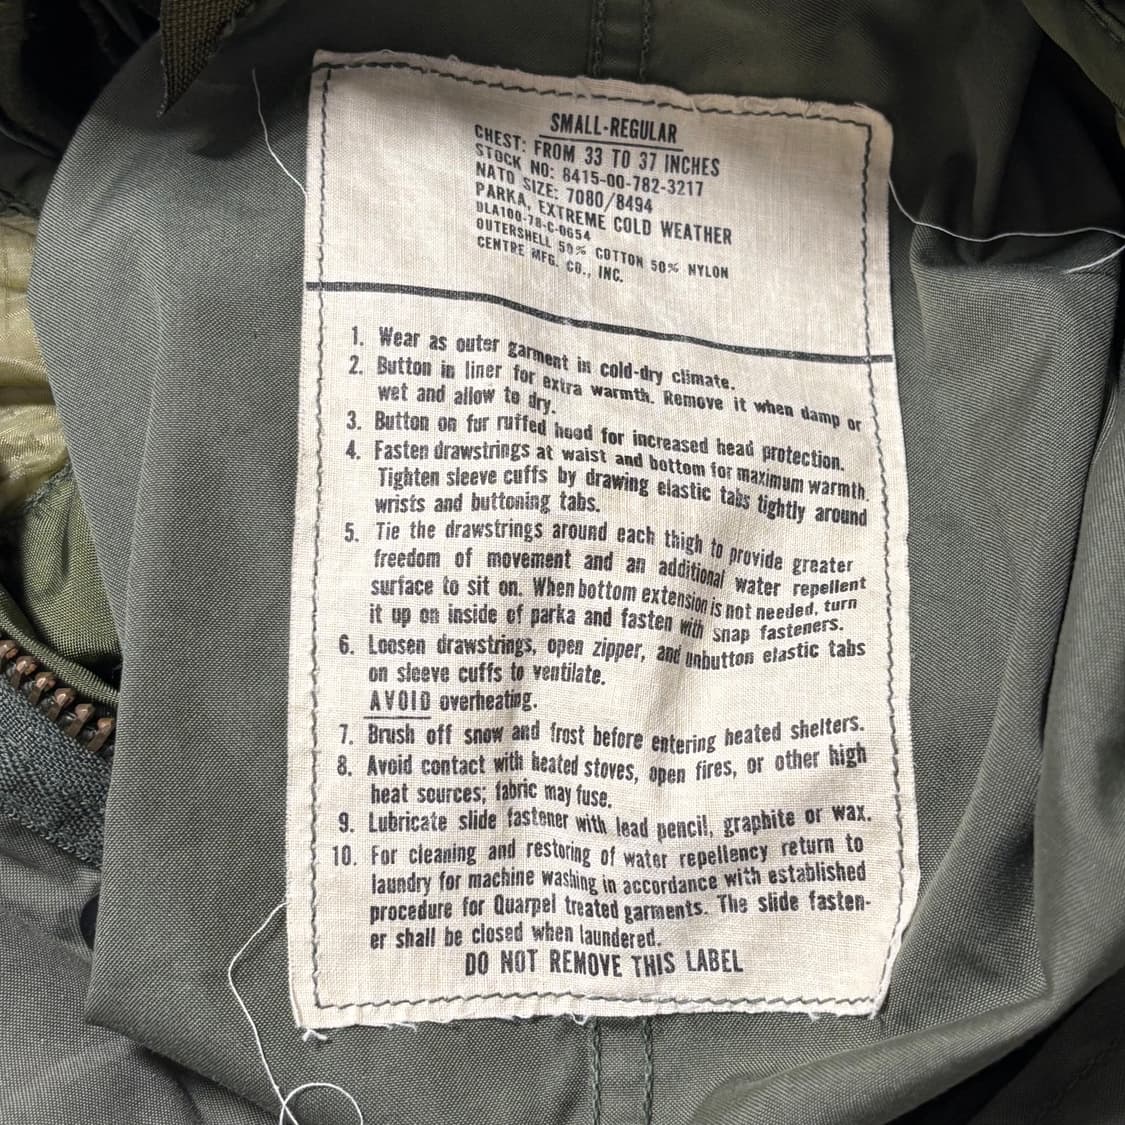 SMALL-REGULAR
CHEST: FROM 33 TO 37 INCHES
STOCK NO: 8415-00-782-3217
NATO SIZE: 7080/8494
PARKA, EXTREME COLD WEATHER
DLA100-78-C-0654
OUTERSHELL 50% COTTON 50% NYLON
CENTRE MFG. CO., INC.
1. Wear as outer garment in cold-dry climate.
2. Button in liner for extra warmth. Remove it when damp or
wet and allow to dry.
3. Button on fur ruffed hood for increased head protection.
4. Fasten drawstrings at waist and bottom for maximum warmth.
Tighten sleeve cuffs by drawing elastic tabs tightly around
wrists and buttoning tabs.
5. Tie the drawstrings around each thigh to provide greater
freedom of movement and an additional water repellent
surface to sit on. When bottom extension is not needed, turn
it up on inside of parka and fasten with snap fasteners.
6. Loosen drawstrings, open zipper, and unbutton elastic tabs
on sleeve cuffs to ventilate.
AVOID overheating.
7. Brush off snow and frost before entering heated shelters.
8. Avoid contact with heated stoves, open fires, or other high
heat sources; fabric may fuse.
9. Lubricate slide fastener with lead pencil, graphite or wax.
10. For cleaning and restoring of water repellency return to
laundry for machine washing in accordance with established
procedure for Quarpel treated garments. The slide fasten-
er shall be closed when laundered.
DO NOT REMOVE THIS LABEL